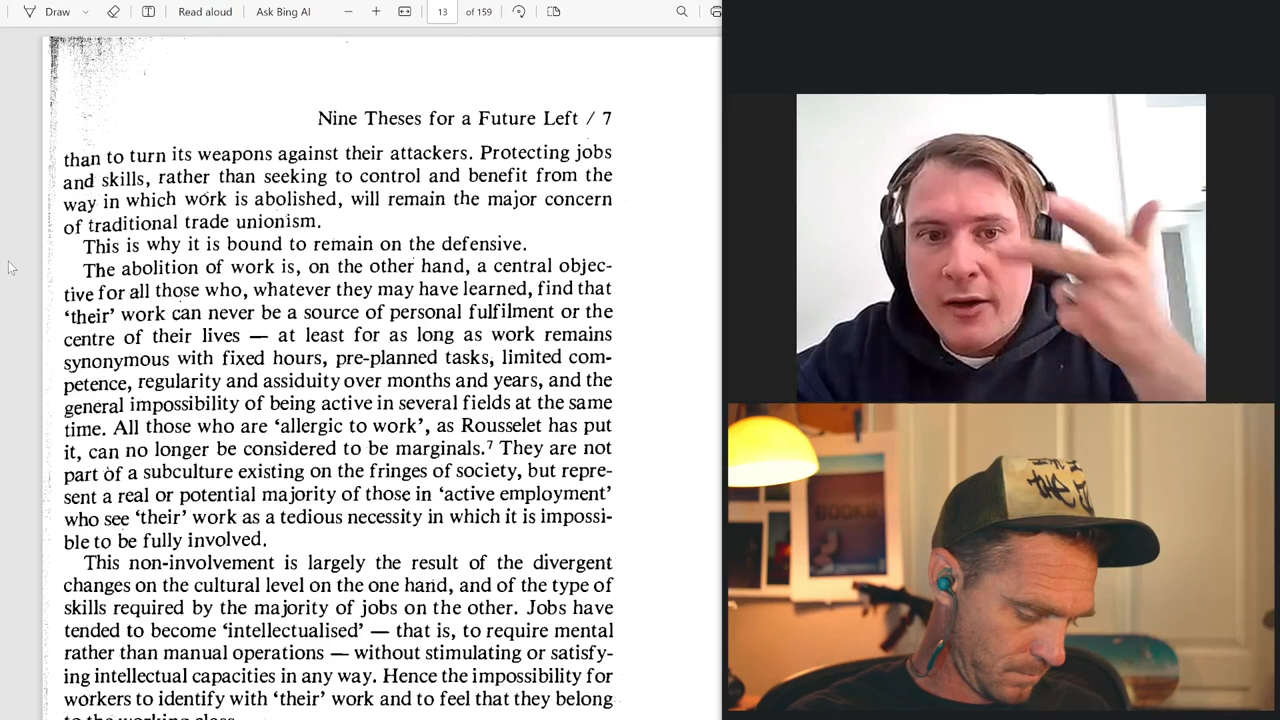 Draw
Read aloud
Ask Bing AI
13
of 159
Nine Theses for a Future Left / 7
than to turn its weapons against their attackers. Protecting jobs
and skills, rather than seeking to control and benefit from the
way in which work is abolished, will remain the major concern
of traditional trade unionism.
This is why it is bound to remain on the defensive.
The abolition of work is, on the other hand, a central objec-
tive for all those who, whatever they may have learned, find that
‘their’ work can never be a source of personal fulfilment or the
centre of their lives — at least for as long as work remains
synonymous with fixed hours, pre-planned tasks, limited com-
petence, regularity and assiduity over months and years, and the
general impossibility of being active in several fields at the same
time. All those who are ‘allergic to work’, as Rousselet has put
it, can no longer be considered to be marginals.⁷ They are not
part of a subculture existing on the fringes of society, but repre-
sent a real or potential majority of those in ‘active employment’
who see ‘their’ work as a tedious necessity in which it is impossi-
ble to be fully involved.
This non-involvement is largely the result of the divergent
changes on the cultural level on the one hand, and of the type of
skills required by the majority of jobs on the other. Jobs have
tended to become ‘intellectualised’ — that is, to require mental
rather than manual operations — without stimulating or satisfy-
ing intellectual capacities in any way. Hence the impossibility for
workers to identify with ‘their’ work and to feel that they belong
to the working class.
BOOKS
the